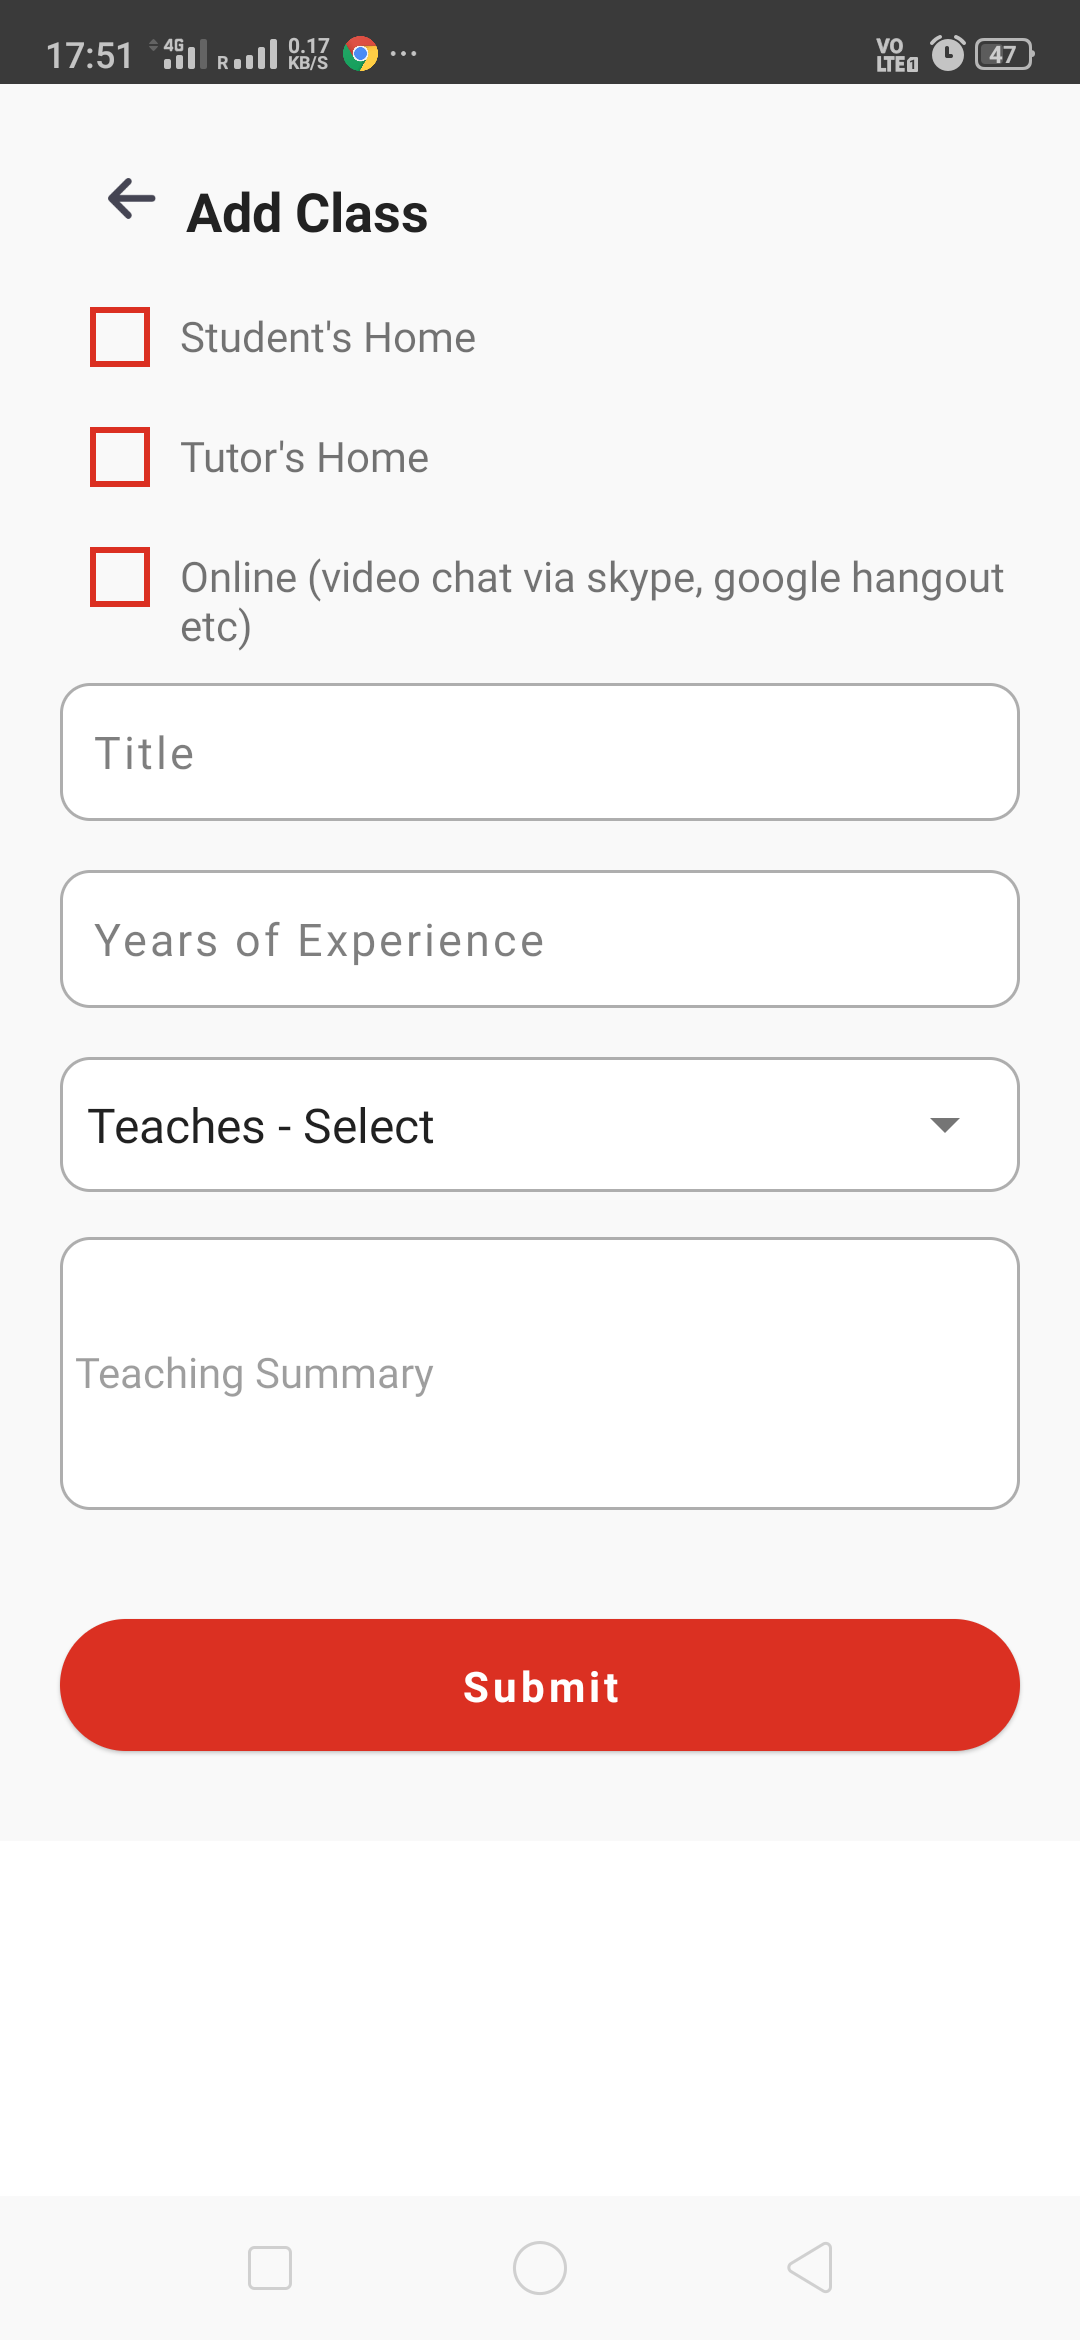 17:51 4G R 0.17 KB/S ... VO LTE 1 47
Add Class
Student's Home
Tutor's Home
Online (video chat via skype, google hangout
etc)
Title
Years of Experience
Teaches - Select
Teaching Summary
Submit